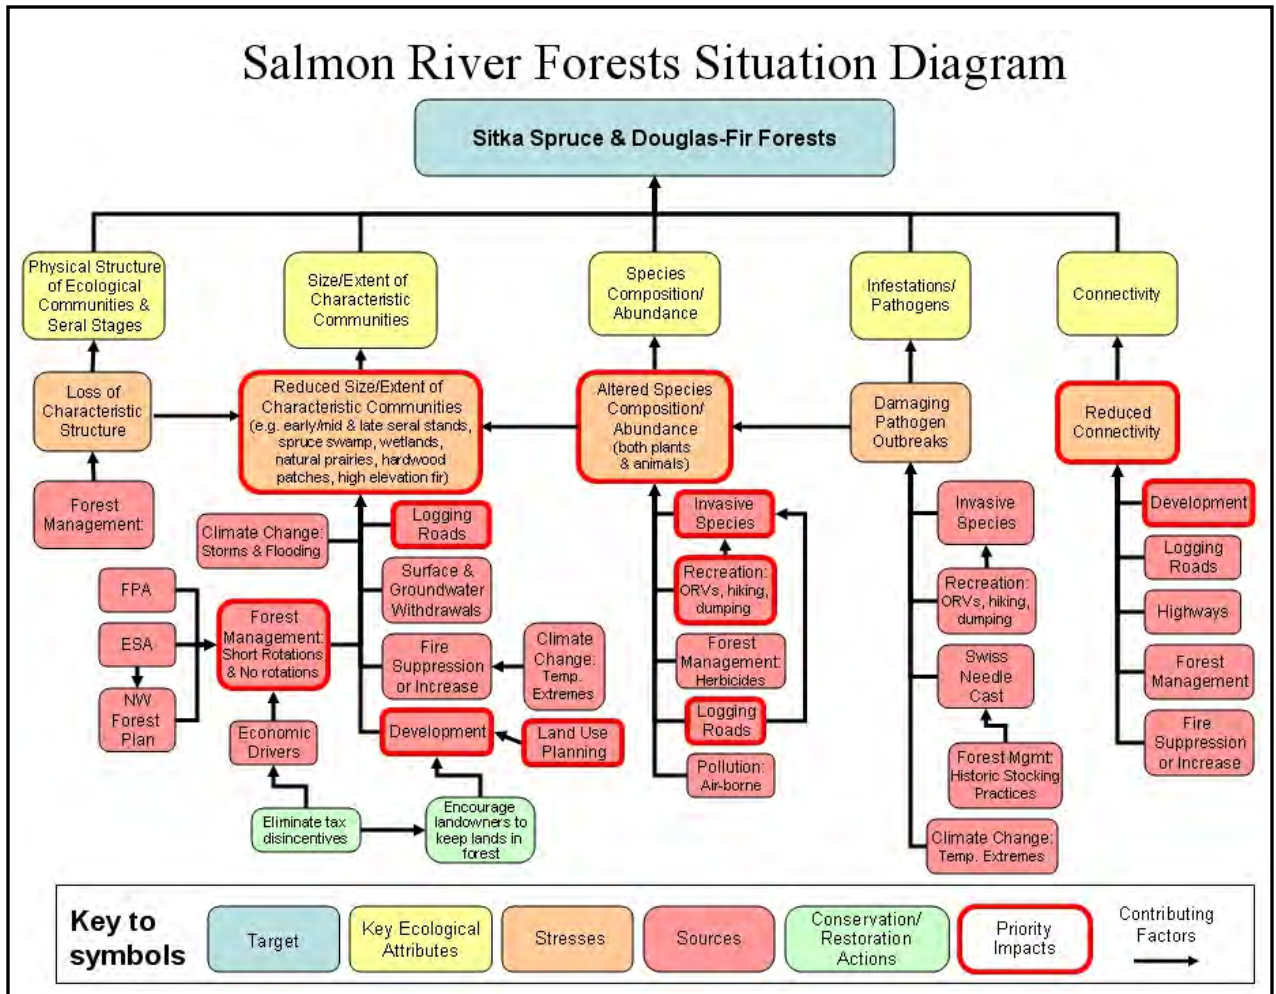 Salmon River Forests Situation Diagram
Sitka Spruce & Douglas-Fir Forests
Physical Structure
of Ecological
Communities &
Seral Stages
Size/Extent of
Characteristic
Communities
Species
Composition/
Abundance
Infestations/
Pathogens
Connectivity
Loss of
Characteristic
Structure
Reduced Size/Extent of
Characteristic Communities
(e.g. early/mid & late seral stands,
spruce swamp, wetlands,
natural prairies, hardwood
patches, high elevation fir)
Altered Species
Composition/
Abundance
(both plants
& animals)
Damaging
Pathogen
Outbreaks
Reduced
Connectivity
Forest
Management:
Climate Change:
Storms & Flooding
Logging
Roads
Surface &
Groundwater
Withdrawals
FPA
ESA
NW
Forest
Plan
Forest
Management:
Short Rotations
& No rotations
Fire
Suppression
or Increase
Climate
Change:
Temp.
Extremes
Economic
Drivers
Development
Land Use
Planning
Eliminate tax
disincentives
Encourage
landowners to
keep lands in
forest
Invasive
Species
Recreation:
ORVs, hiking,
dumping
Forest
Management:
Herbicides
Logging
Roads
Pollution:
Air-borne
Invasive
Species
Recreation:
ORVs, hiking,
dumping
Swiss
Needle
Cast
Forest Mgmt:
Historic Stocking
Practices
Climate Change:
Temp. Extremes
Development
Logging
Roads
Highways
Forest
Management
Fire
Suppression
or Increase
Key to
symbols
Target
Key Ecological
Attributes
Stresses
Sources
Conservation/
Restoration
Actions
Priority
Impacts
Contributing
Factors